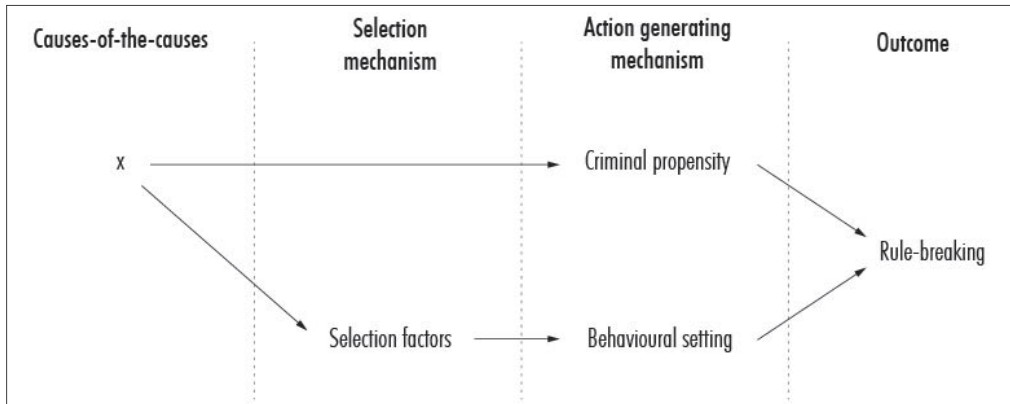 Causes-of-the-causes
Selection
mechanism
Action generating
mechanism
Outcome
x
Criminal propensity
Rule-breaking
Selection factors
Behavioural setting